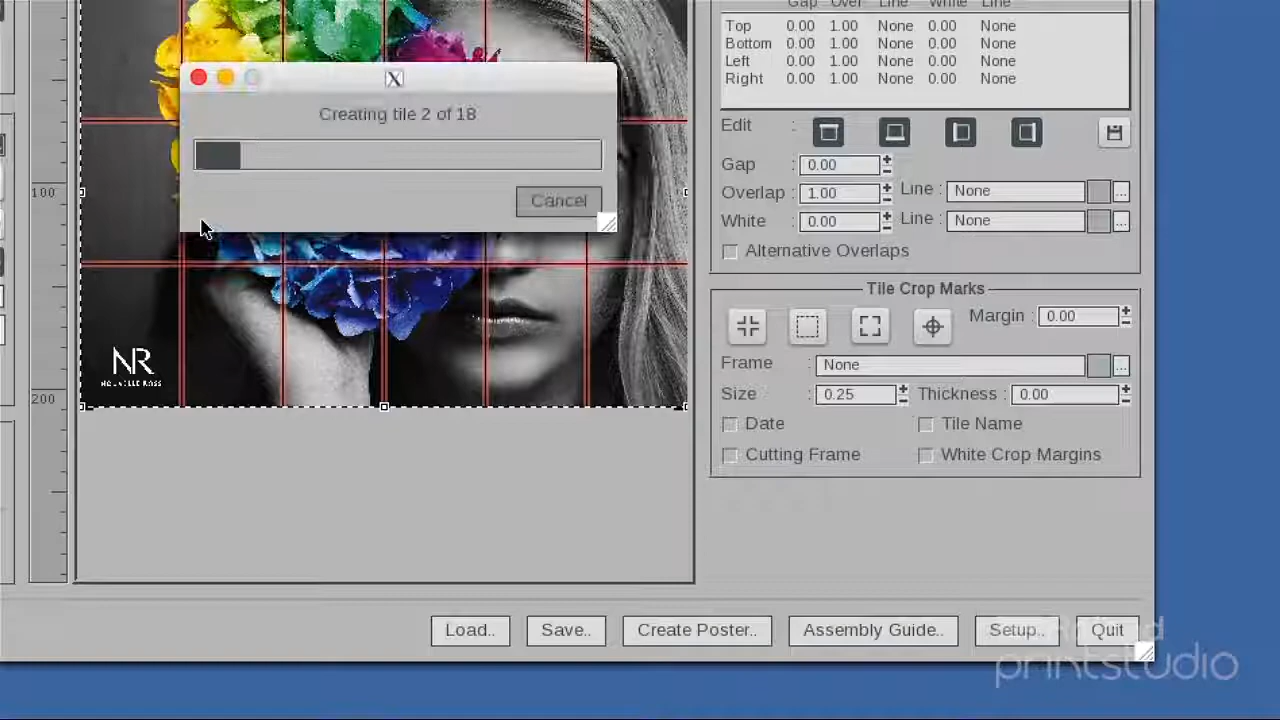 Gap Over Line White Line
Top 0.00 1.00 None 0.00 None
Bottom 0.00 1.00 None 0.00 None
Left 0.00 1.00 None 0.00 None
Right 0.00 1.00 None 0.00 None
X
Creating tile 2 of 18
Cancel
Edit :
Gap : 0.00
Overlap : 1.00 Line : None ...
White : 0.00 Line : None ...
Alternative Overlaps
Tile Crop Marks
Margin : 0.00
Frame : None ...
Size : 0.25 Thickness : 0.00
Date Tile Name
Cutting Frame White Crop Margins
100
200
NR
NOUVELLE ROSS
Load.. Save.. Create Poster.. Assembly Guide.. Setup.. Quit
printstudio